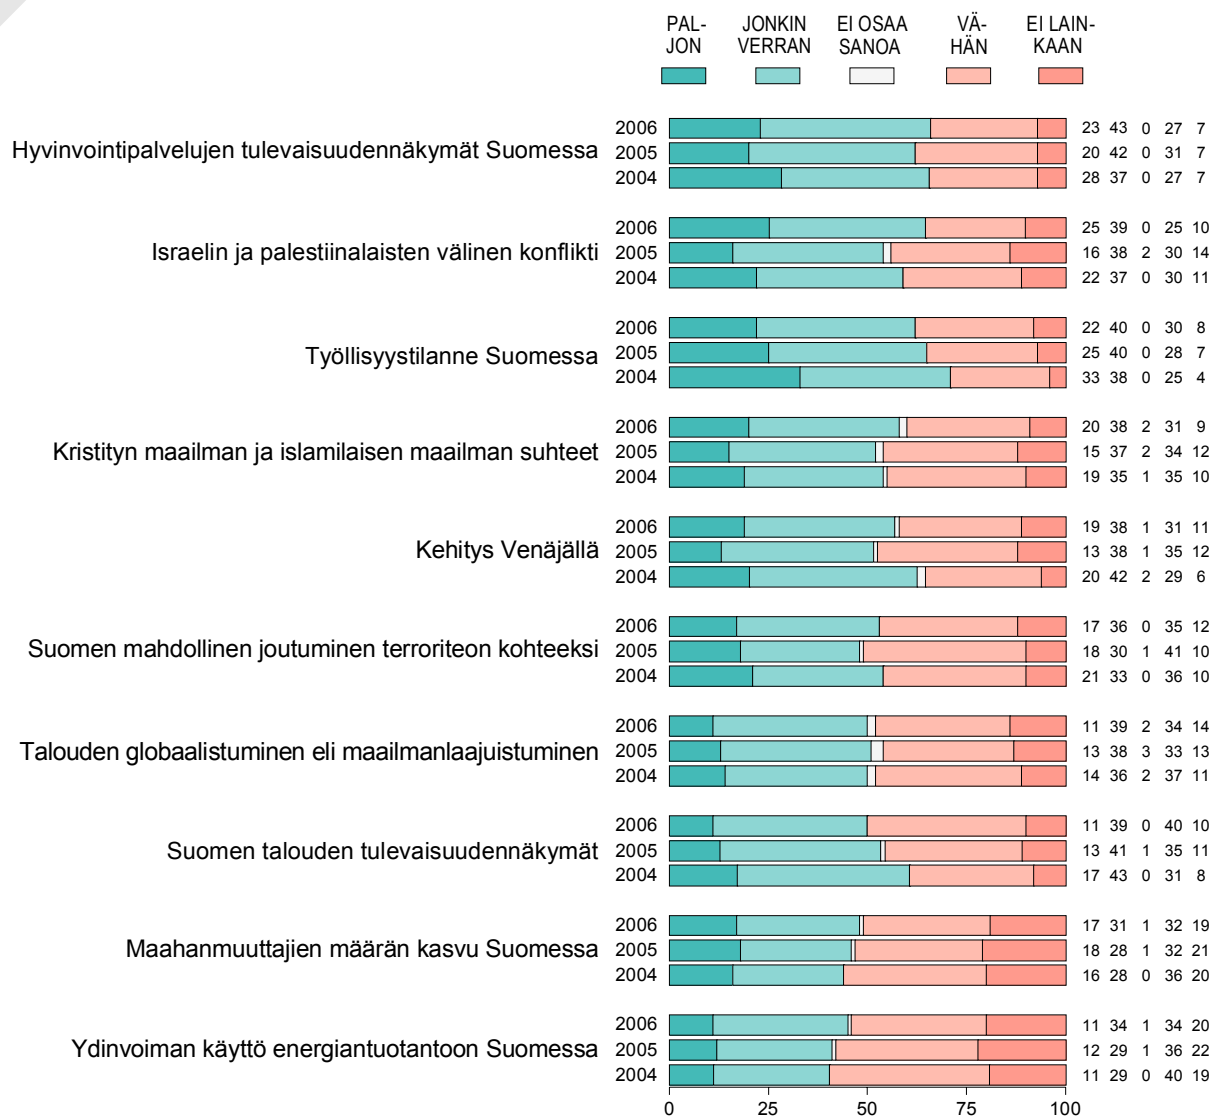 PAL- JONKIN EI OSAA VÄ- EI LAIN-
JON VERRAN SANOA HÄN KAAN
2006 23 43 0 27 7
Hyvinvointipalvelujen tulevaisuudennäkymät Suomessa 2005 20 42 0 31 7
2004 28 37 0 27 7
2006 25 39 0 25 10
Israelin ja palestiinalaisten välinen konflikti 2005 16 38 2 30 14
2004 22 37 0 30 11
2006 22 40 0 30 8
Työllisyystilanne Suomessa 2005 25 40 0 28 7
2004 33 38 0 25 4
2006 20 38 2 31 9
Kristityn maailman ja islamilaisen maailman suhteet 2005 15 37 2 34 12
2004 19 35 1 35 10
2006 19 38 1 31 11
Kehitys Venäjällä 2005 13 38 1 35 12
2004 20 42 2 29 6
2006 17 36 0 35 12
Suomen mahdollinen joutuminen terroriteon kohteeksi 2005 18 30 1 41 10
2004 21 33 0 36 10
2006 11 39 2 34 14
Talouden globaalistuminen eli maailmanlaajuistuminen 2005 13 38 3 33 13
2004 14 36 2 37 11
2006 11 39 0 40 10
Suomen talouden tulevaisuudennäkymät 2005 13 41 1 35 11
2004 17 43 0 31 8
2006 17 31 1 32 19
Maahanmuuttajien määrän kasvu Suomessa 2005 18 28 1 32 21
2004 16 28 0 36 20
2006 11 34 1 34 20
Ydinvoiman käyttö energiantuotantoon Suomessa 2005 12 29 1 36 22
2004 11 29 0 40 19
0 25 50 75 100